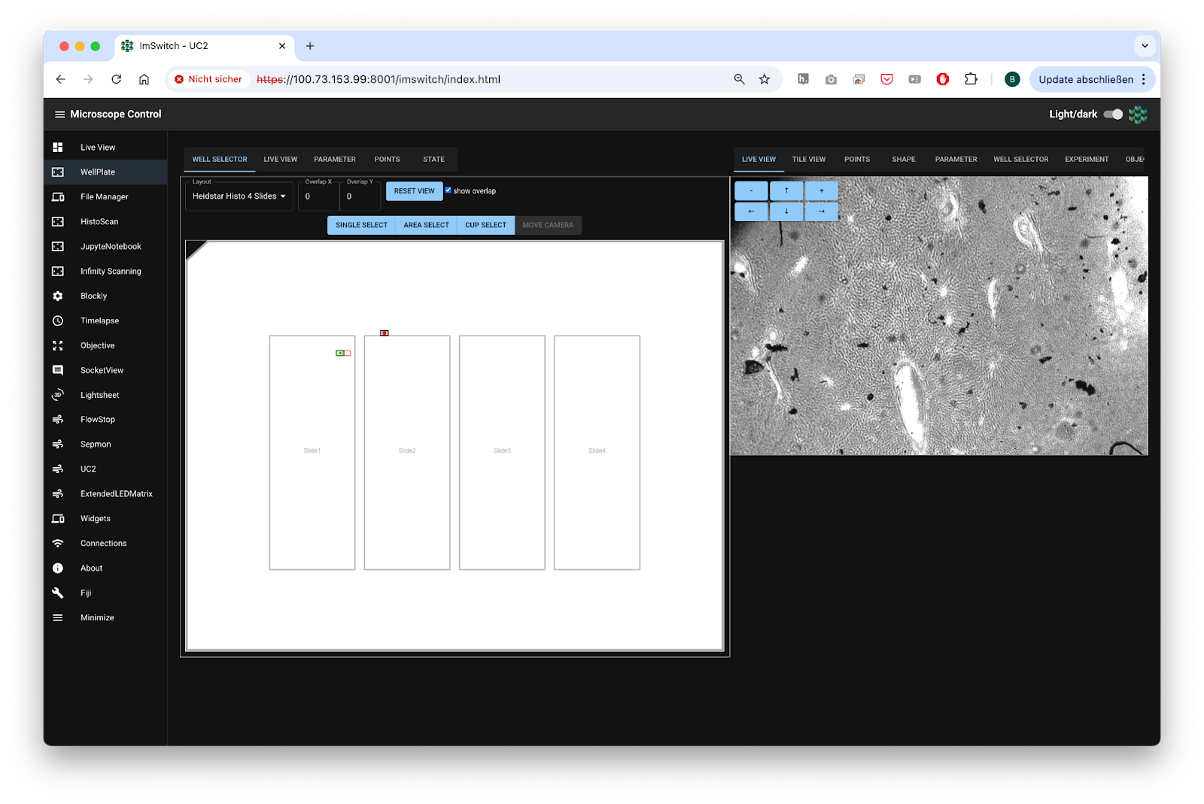 ImSwitch - UC2
Nicht sicher https://100.73.153.99:8001/imswitch/index.html B Update abschließen
Microscope Control Light/dark
Live View
WellPlate
File Manager
HistoScan
JupyteNotebook
Infinity Scanning
Blockly
Timelapse
Objective
SocketView
3D Lightsheet
FlowStop
Sepmon
UC2
ExtendedLEDMatrix
Widgets
Connections
About
Fiji
Minimize
WELL SELECTOR LIVE VIEW PARAMETER POINTS STATE
Layout Overlap X Overlap Y
Heidstar Histo 4 Slides 0 0 RESET VIEW show overlap
SINGLE SELECT AREA SELECT CUP SELECT MOVE CAMERA
Slide1 Slide2 Slide3 Slide4
LIVE VIEW TILE VIEW POINTS SHAPE PARAMETER WELL SELECTOR EXPERIMENT OBJE
- ↑ +
← ↓ →